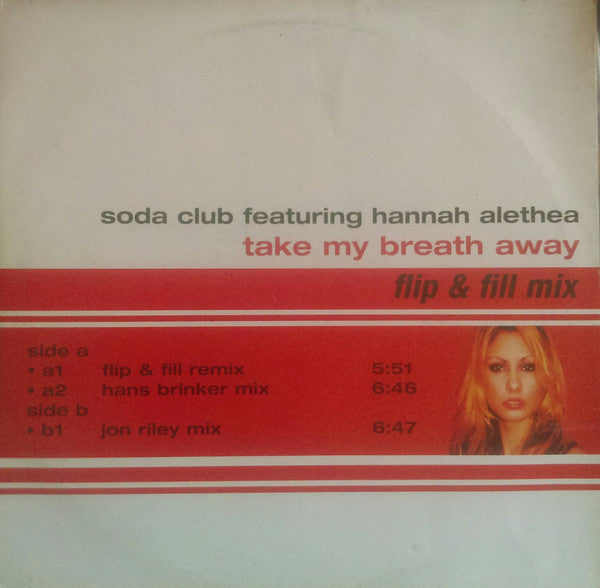 soda club featuring hannah alethea
take my breath away
flip & fill mix
side a
• a1 flip & fill remix 5:51
• a2 hans brinker mix 6:46
side b
• b1 jon riley mix 6:47